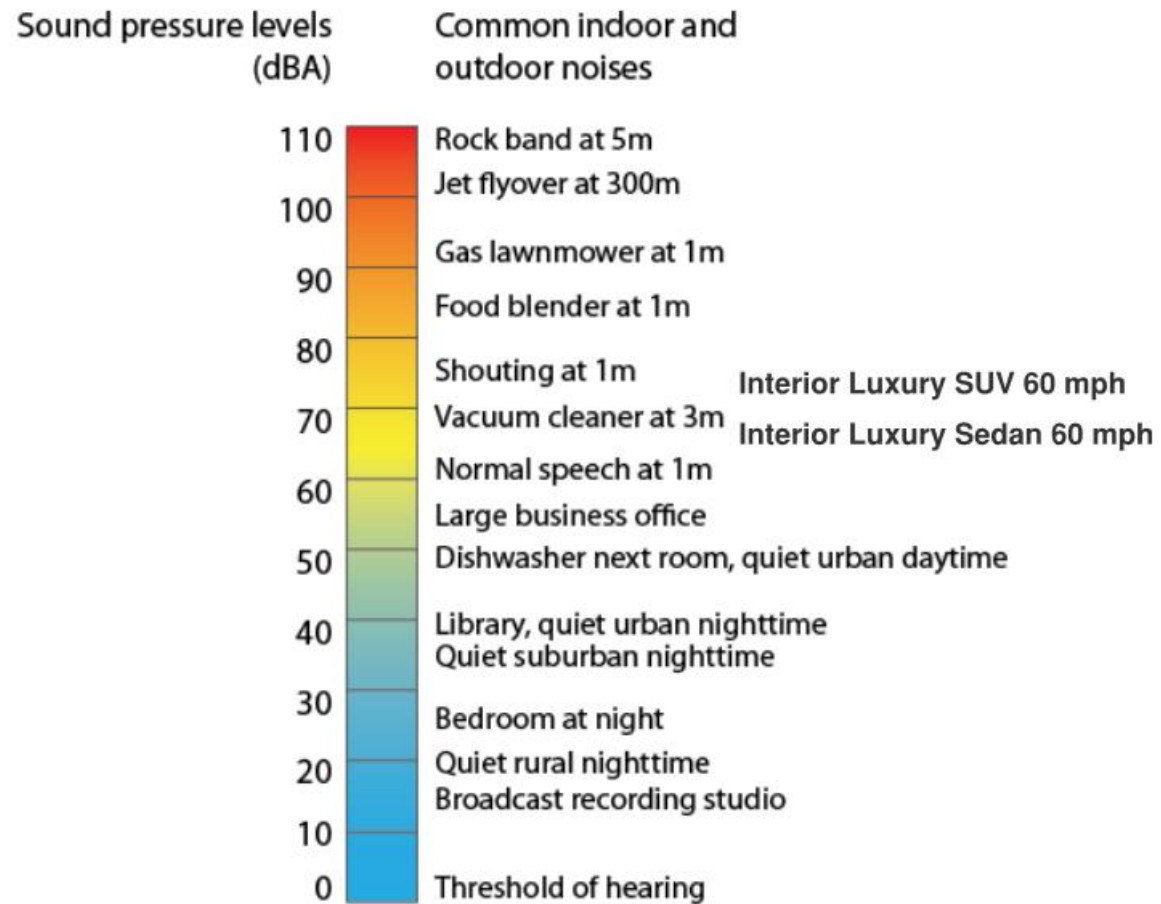 Sound pressure levels
(dBA)
Common indoor and
outdoor noises
110
Rock band at 5m
Jet flyover at 300m
100
Gas lawnmower at 1m
90
Food blender at 1m
80
Shouting at 1m
Interior Luxury SUV 60 mph
70
Vacuum cleaner at 3m
Interior Luxury Sedan 60 mph
Normal speech at 1m
60
Large business office
50
Dishwasher next room, quiet urban daytime
40
Library, quiet urban nighttime
Quiet suburban nighttime
30
Bedroom at night
20
Quiet rural nighttime
Broadcast recording studio
10
0
Threshold of hearing